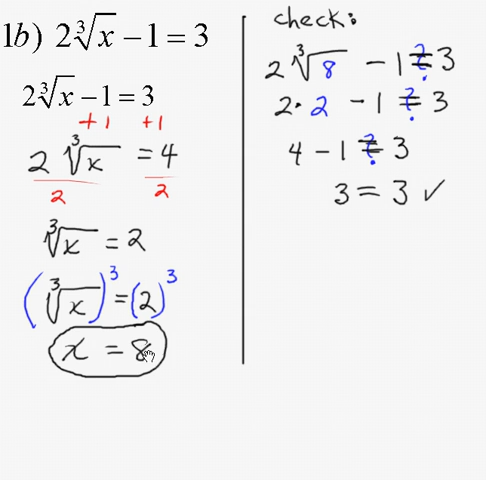 1b) 2∛x − 1 = 3
2∛x − 1 = 3
+1 +1
2 ∛x = 4
2 2
∛x = 2
(∛x)³ = (2)³
x = 8
check:
2 ∛8 − 1 ≟ 3
2 · 2 − 1 ≟ 3
4 − 1 ≟ 3
3 = 3 ✓